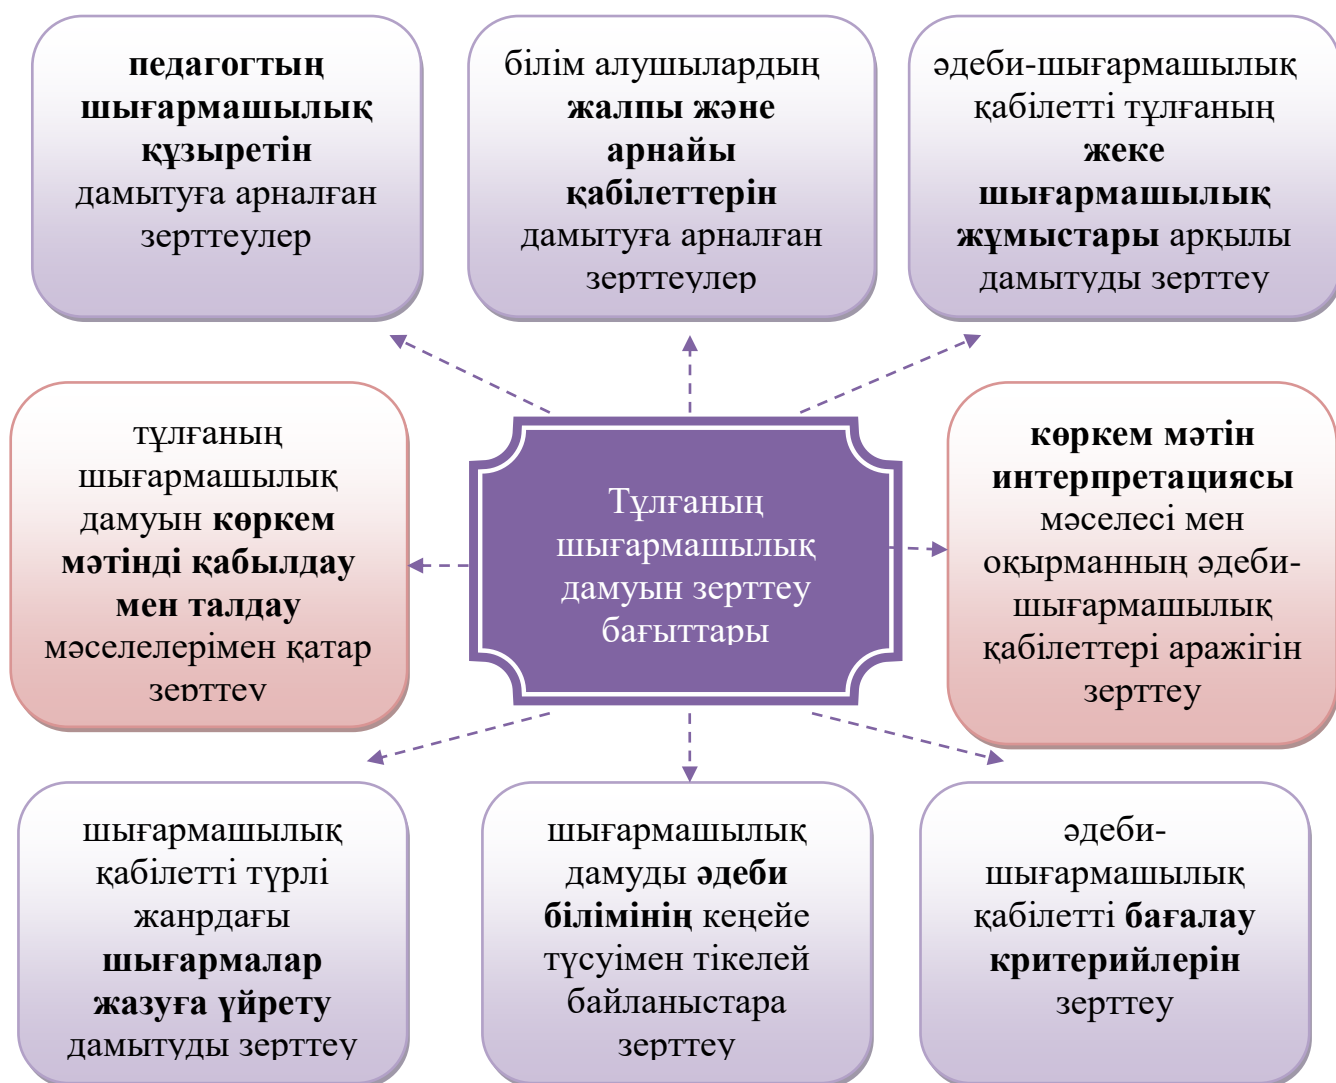 педагогтың
шығармашылық
құзыретін
дамытуға арналған
зерттеулер
білім алушылардың
жалпы және
арнайы
қабілеттерін
дамытуға арналған
зерттеулер
әдеби-шығармашылық
қабілетті тұлғаның
жеке
шығармашылық
жұмыстары арқылы
дамытуды зерттеу
тұлғаның
шығармашылық
дамуын көркем
мәтінді қабылдау
мен талдау
мәселелерімен қатар
зерттеу
Тұлғаның
шығармашылық
дамуын зерттеу
бағыттары
көркем мәтін
интерпретациясы
мәселесі мен
оқырманның әдеби-
шығармашылық
қабілеттері аражігін
зерттеу
шығармашылық
қабілетті түрлі
жанрдағы
шығармалар
жазуға үйрету
дамытуды зерттеу
шығармашылық
дамуды әдеби
білімінің кеңейе
түсуімен тікелей
байланыстара
зерттеу
әдеби-
шығармашылық
қабілетті бағалау
критерийлерін
зерттеу